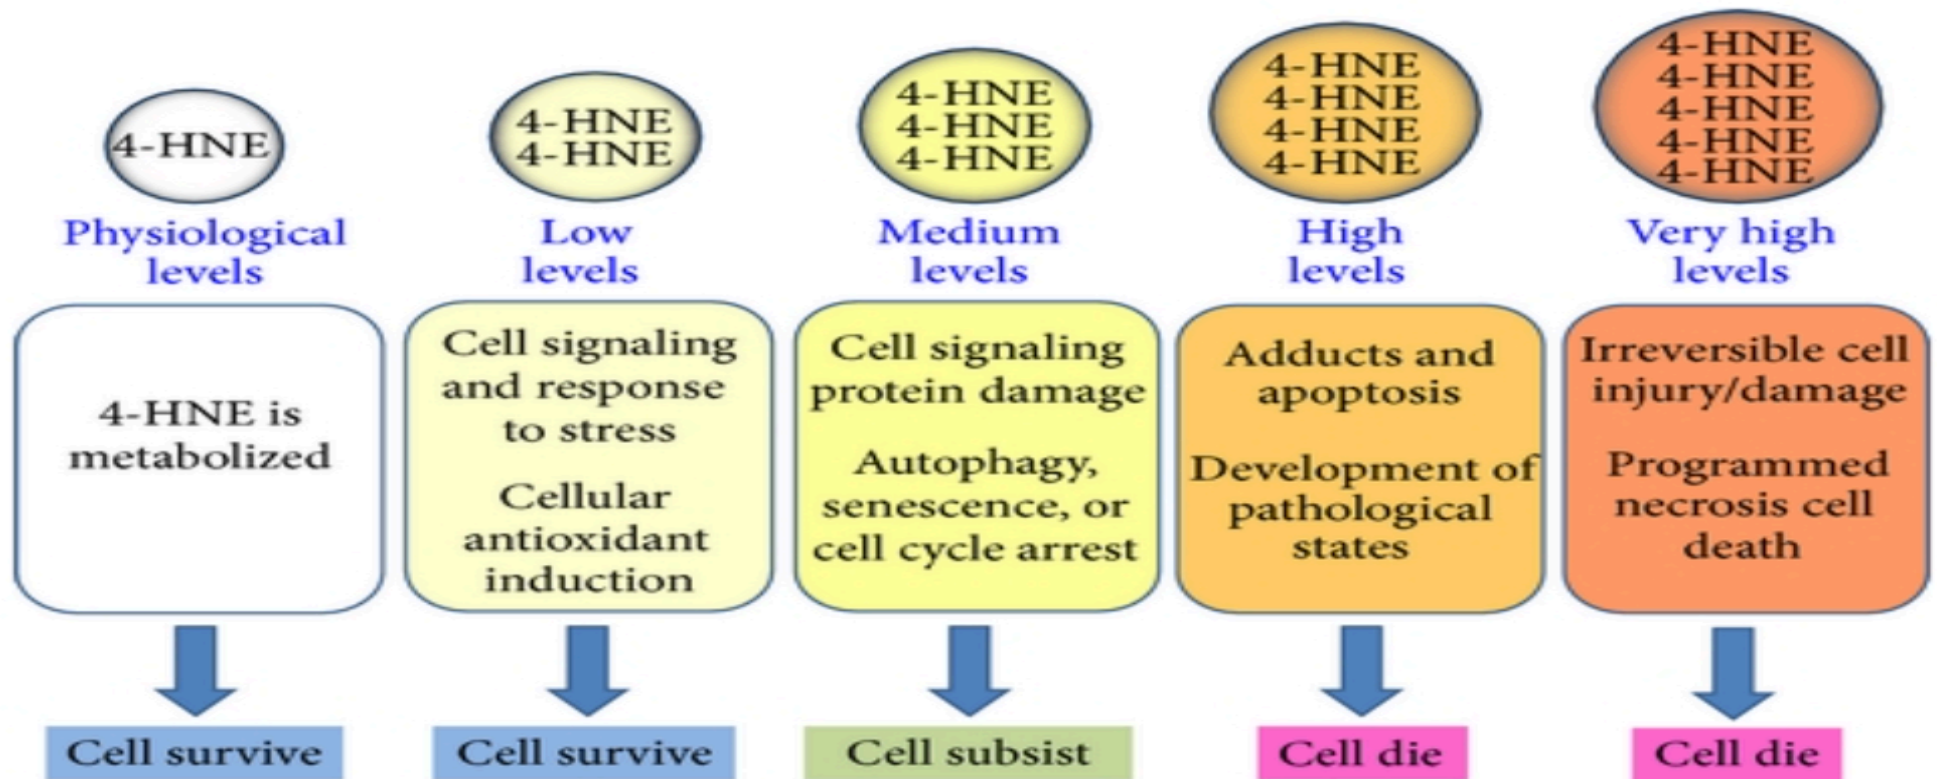 4-HNE
Physiological
levels
4-HNE is
metabolized
Cell survive
4-HNE
4-HNE
Low
levels
Cell signaling
and response
to stress
Cellular
antioxidant
induction
Cell survive
4-HNE
4-HNE
4-HNE
Medium
levels
Cell signaling
protein damage
Autophagy,
senescence, or
cell cycle arrest
Cell subsist
4-HNE
4-HNE
4-HNE
4-HNE
High
levels
Adducts and
apoptosis
Development of
pathological
states
Cell die
4-HNE
4-HNE
4-HNE
4-HNE
4-HNE
Very high
levels
Irreversible cell
injury/damage
Programmed
necrosis cell
death
Cell die